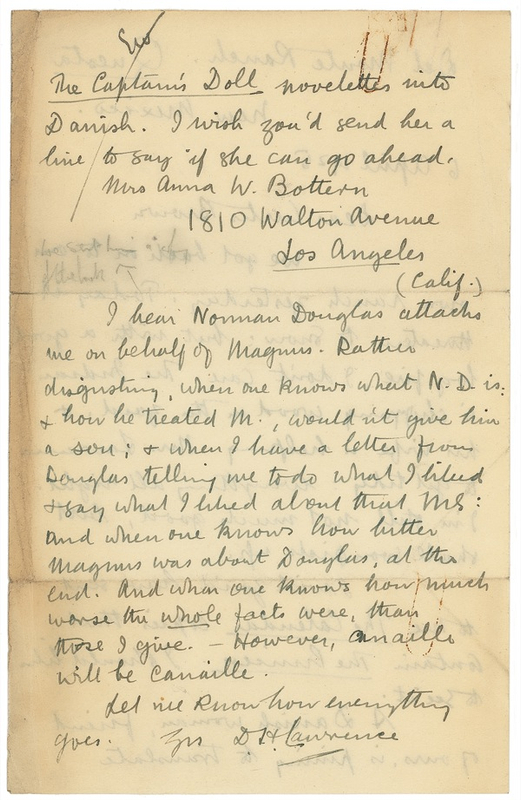 The Captain's Doll novelettes into
Danish. I wish you'd send her a
line to say if she can go ahead.
Mrs Anna W. Bottern
1810 Walton Avenue
Los Angeles
(Calif.)
I hear Norman Douglas attacks
me on behalf of Magnus. Rather
disgusting, when one knows what N.D. is:
& how he treated M., wouldn't give him
a sou; & when I have a letter from
Douglas telling me to do what I liked
& say what I liked about that MS:
and when one knows how bitter
Magnus was about Douglas, at the
end. And when one knows how much
worse the whole facts were, than
those I give. — However, canaille
will be canaille.
Let me know how everything
goes. Yrs D.H. Lawrence